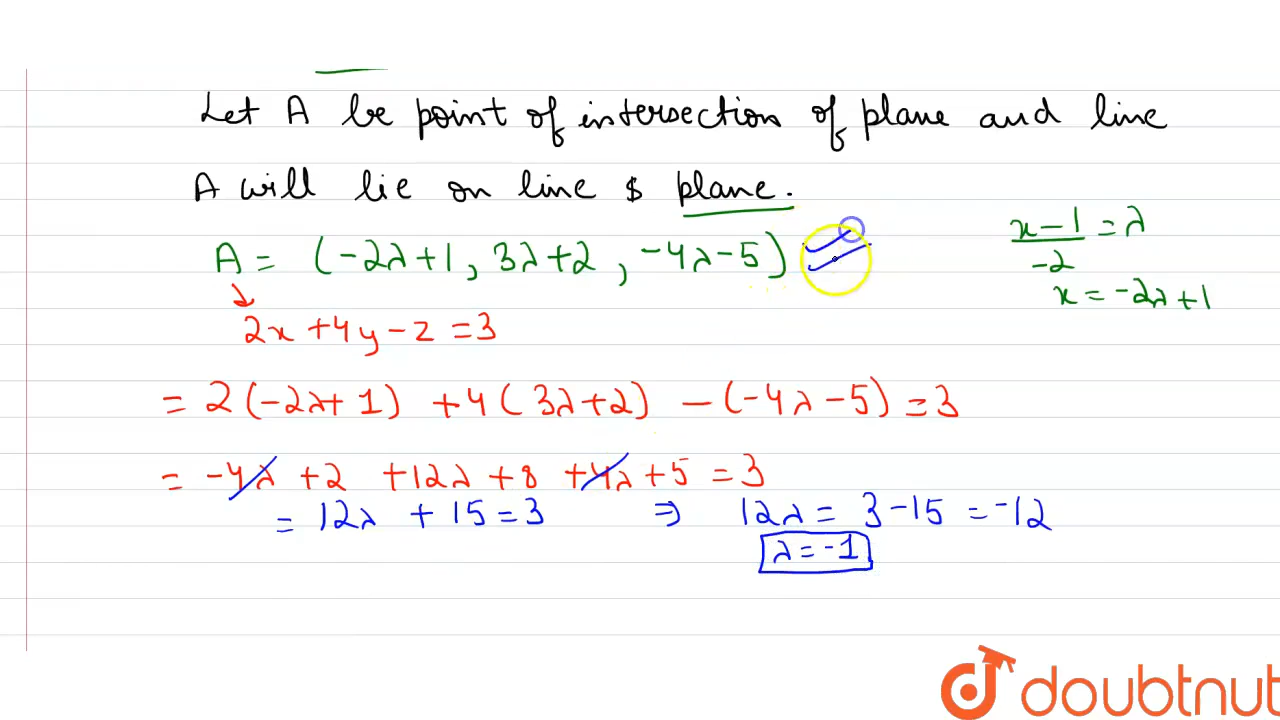 Let A be point of intersection of plane and line
A will lie on line $ plane.
A = (-2λ+1, 3λ+2, -4λ-5)
x-1/-2 = λ
x = -2λ+1
2x+4y-z=3
= 2(-2λ+1) +4(3λ+2) -(-4λ-5)=3
= -4λ +2 +12λ+8 +4λ+5 =3
= 12λ + 15=3 ⇒ 12λ = 3-15 =-12
λ=-1
doubtnut